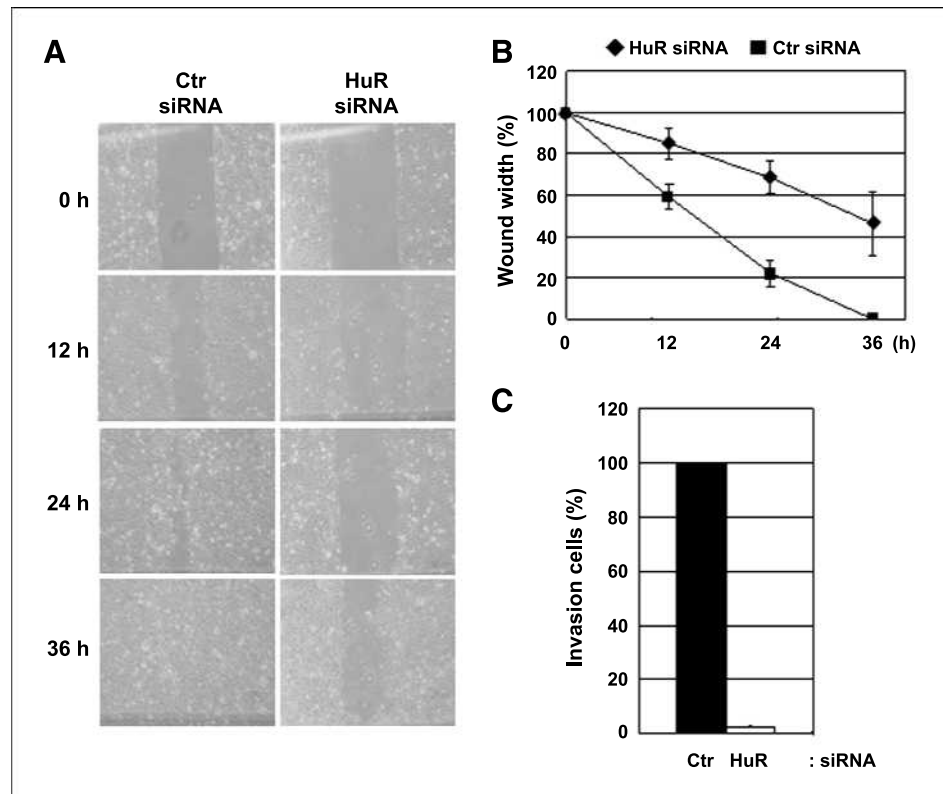 A
Ctr siRNA
HuR siRNA
0 h
12 h
24 h
36 h
B
HuR siRNA
Ctr siRNA
Wound width (%)
120
100
80
60
40
20
0
0 12 24 36 (h)
C
Invasion cells (%)
120
100
80
60
40
20
0
Ctr HuR : siRNA